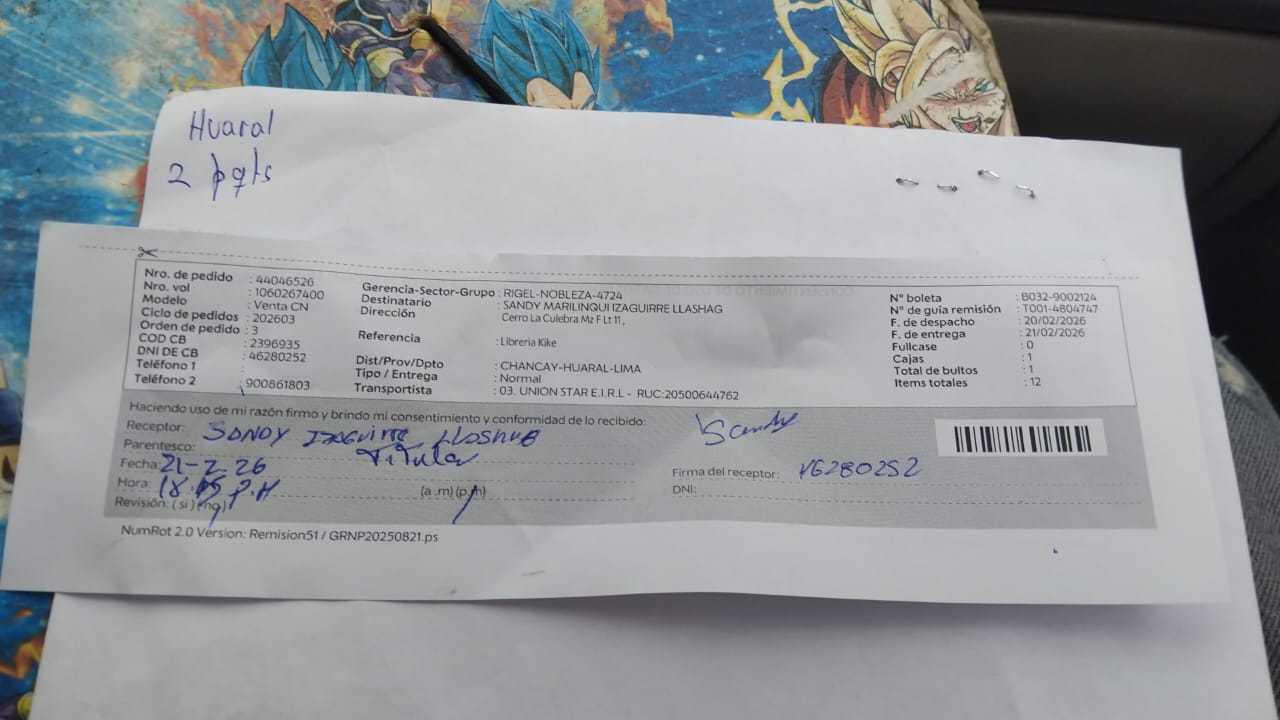 Huaral
2 pqts
Nro. de pedido : 44046526
Nro. vol : 1060267400
Modelo : Venta CN
Ciclo de pedidos : 202603
Orden de pedido : 3
COD CB : 2396935
DNI DE CB : 46280252
Teléfono 1 :
Teléfono 2 : 900861803
Gerencia-Sector-Grupo : RIGEL-NOBLEZA-4724
Destinatario : SANDY MARILINQUI IZAGUIRRE LLASHAG
Dirección : Cerro La Culebra Mz F Lt 11 ,
Referencia : Libreria Kike
Dist/Prov/Dpto : CHANCAY-HUARAL-LIMA
Tipo / Entrega : Normal
Transportista : 03. UNION STAR E.I.R.L - RUC:20500644762
N° boleta : B032-9002124
N° de guía remisión : T001-4804747
F. de despacho : 20/02/2026
F. de entrega : 21/02/2026
Fullcase : 0
Cajas : 1
Total de bultos : 1
Items totales : 12
Haciendo uso de mi razón firmo y brindo mi consentimiento y conformidad de lo recibido:
Receptor: SANDY IZAGUIRRE
Parentesco: Titular
Fecha: 21-2-26
Hora: P.M (a .m) (p.m)
Revisión: ( si ) ( no )
Sandy
Firma del receptor: 46280252
DNI:
NumRot 2.0 Version: Remision51 / GRNP20250821.ps